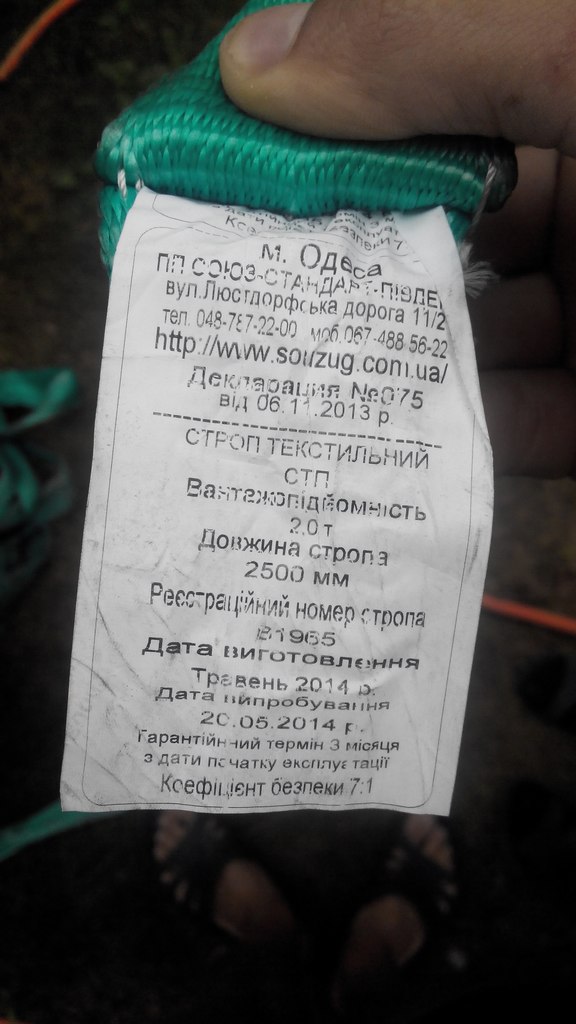 м. Одеса
ПП СОЮЗ-СТАНДАРТ-ПІВДЕ
вул.Люстдорфська дорога 11/2
тел. 048-787-22-00 моб.067-488 56-22
http://www.souzug.com.ua/
Декларация №075
від 06.11.2013 р.
СТРОП ТЕКСТИЛЬНИЙ
СТП
Вантажопідйомність
2,0 т
Довжина стропа
2500 мм
Реєстраційний номер стропа
81965
Дата виготовлення
Травень 2014 р.
Дата випробування
20.05.2014 р.
Гарантійний термін 3 місяця
з дати початку експлуатації
Коефіцієнт безпеки 7:1